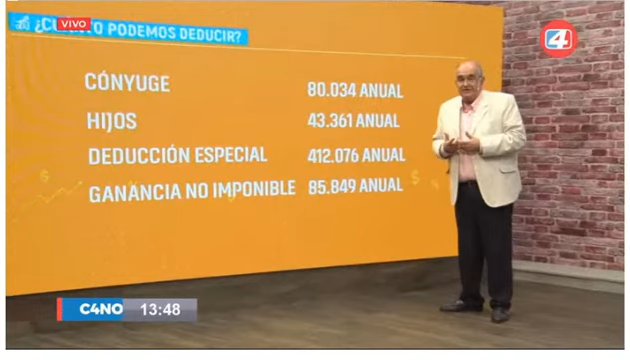 VIVO
PODEMOS DEDUCIR?
4
CÓNYUGE 80.034 ANUAL
HIJOS 43.361 ANUAL
DEDUCCIÓN ESPECIAL 412.076 ANUAL
GANANCIA NO IMPONIBLE 85.849 ANUAL
C4NO 13:48